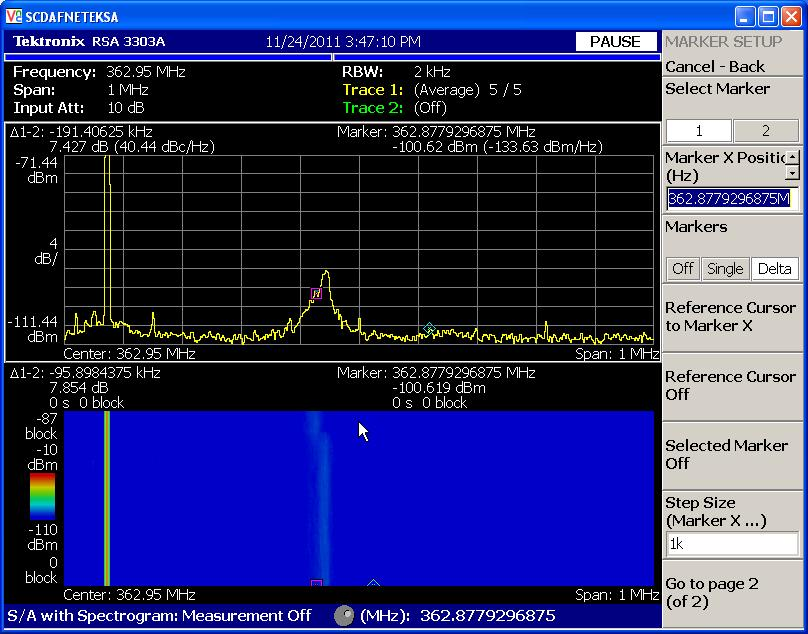 SCDAFNETEKSA
Tektronix RSA 3303A 11/24/2011 3:47:10 PM PAUSE
Frequency: 362.95 MHz RBW: 2 kHz
Span: 1 MHz Trace 1: (Average) 5 / 5
Input Att: 10 dB Trace 2: (Off)
Δ1-2: -191.40625 kHz Marker: 362.8779296875 MHz
7.427 dB (40.44 dBc/Hz) -100.62 dBm (-133.63 dBm/Hz)
-71.44
dBm
4
dB/
-111.44
dBm
Center: 362.95 MHz Span: 1 MHz
Δ1-2: -95.8984375 kHz Marker: 362.8779296875 MHz
7.854 dB -100.619 dBm
0 s 0 block 0 s 0 block
-87
block
-10
dBm
-110
dBm
0
block
Center: 362.95 MHz Span: 1 MHz
S/A with Spectrogram: Measurement Off (MHz): 362.8779296875
MARKER SETUP
Cancel - Back
Select Marker
1 2
Marker X Positic
(Hz)
362.8779296875M
Markers
Off Single Delta
Reference Cursor
to Marker X
Reference Cursor
Off
Selected Marker
Off
Step Size
(Marker X ...)
1k
Go to page 2
(of 2)